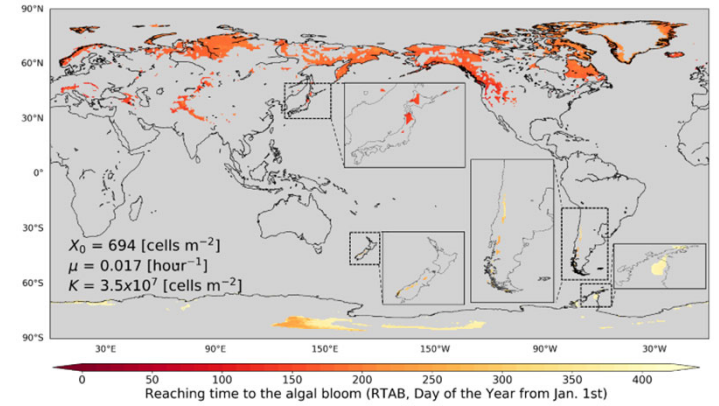 90°N
60°N
30°N
0°
30°S
60°S
90°S
X₀ = 694 [cells m⁻²]
μ = 0.017 [hour⁻¹]
K = 3.5x10⁷ [cells m⁻²]
30°E 90°E 150°E 150°W 90°W 30°W
0 50 100 150 200 250 300 350 400
Reaching time to the algal bloom (RTAB, Day of the Year from Jan. 1st)